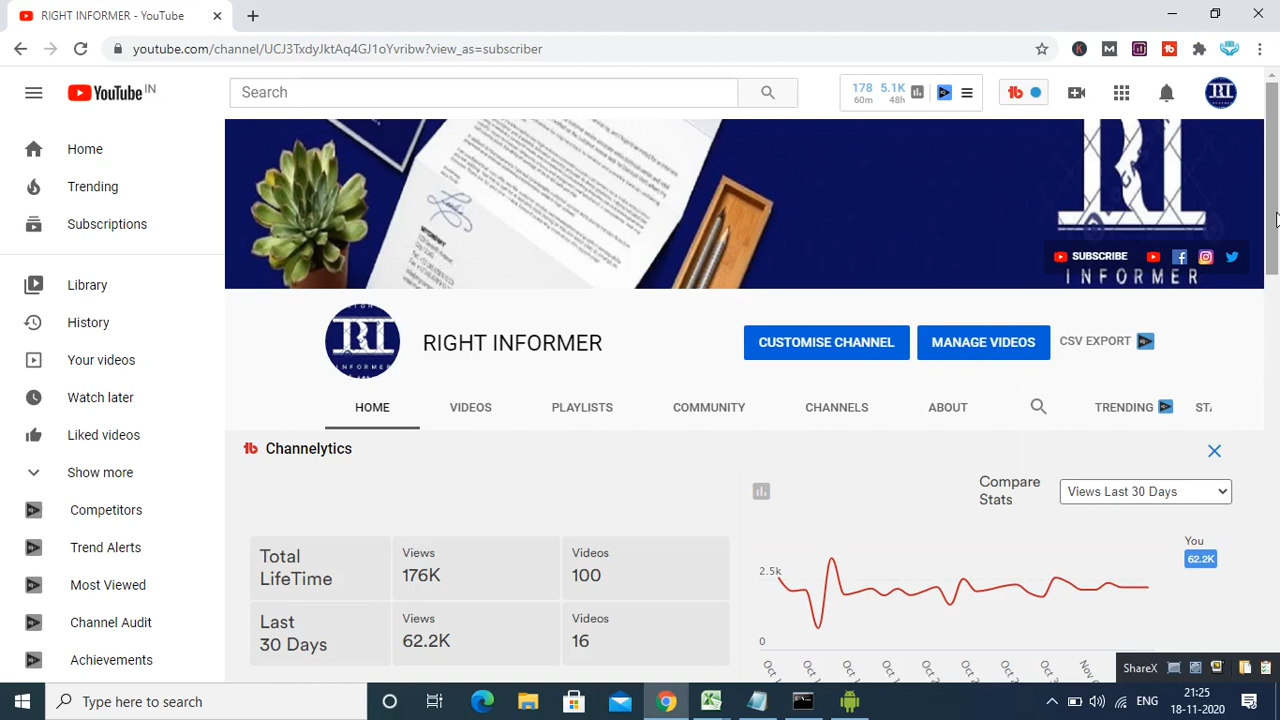 RIGHT INFORMER - YouTube
youtube.com/channel/UCJ3TxdyJktAq4GJ1oYvribw?view_as=subscriber
YouTube IN
Search
178 5.1K
60m 48h
Home
Trending
Subscriptions
Library
History
Your videos
Watch later
Liked videos
Show more
Competitors
Trend Alerts
Most Viewed
Channel Audit
Achievements
RI
SUBSCRIBE
INFORMER
RIGHT INFORMER
CUSTOMISE CHANNEL
MANAGE VIDEOS
CSV EXPORT
HOME
VIDEOS
PLAYLISTS
COMMUNITY
CHANNELS
ABOUT
TRENDING
Channelytics
Compare
Stats
Views Last 30 Days
You
62.2K
Total
LifeTime
Views
176K
Videos
100
Last
30 Days
Views
62.2K
Videos
16
2.5k
0
ShareX
Type here to search
ENG
21:25
18-11-2020